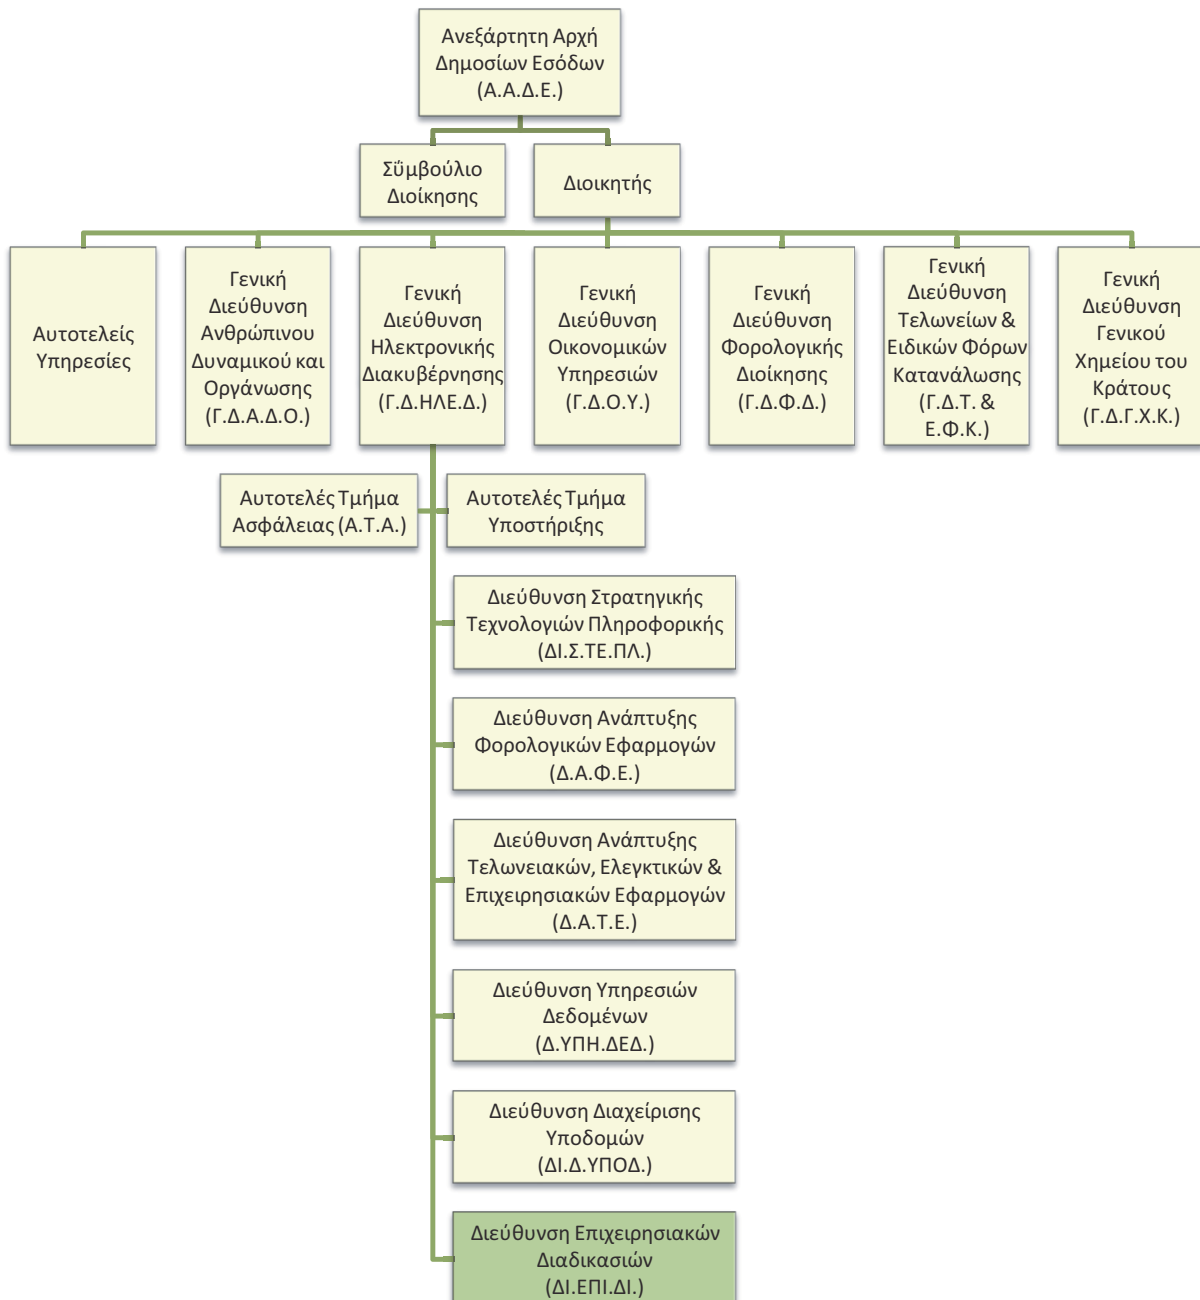 Ανεξάρτητη Αρχή
Δημοσίων Εσόδων
(Α.Α.Δ.Ε.)
Σΰμβούλιο
Διοίκησης
Διοικητής
Αυτοτελείς
Υπηρεσίες
Γενική
Διεύθυνση
Ανθρώπινου
Δυναμικού και
Οργάνωσης
(Γ.Δ.Α.Δ.Ο.)
Γενική
Διεύθυνση
Ηλεκτρονικής
Διακυβέρνησης
(Γ.Δ.ΗΛΕ.Δ.)
Γενική
Διεύθυνση
Οικονομικών
Υπηρεσιών
(Γ.Δ.Ο.Υ.)
Γενική
Διεύθυνση
Φορολογικής
Διοίκησης
(Γ.Δ.Φ.Δ.)
Γενική
Διεύθυνση
Τελωνείων &
Ειδικών Φόρων
Κατανάλωσης
(Γ.Δ.Τ. &
Ε.Φ.Κ.)
Γενική
Διεύθυνση
Γενικού
Χημείου του
Κράτους
(Γ.Δ.Γ.Χ.Κ.)
Αυτοτελές Τμήμα
Ασφάλειας (Α.Τ.Α.)
Αυτοτελές Τμήμα
Υποστήριξης
Διεύθυνση Στρατηγικής
Τεχνολογιών Πληροφορικής
(ΔΙ.Σ.ΤΕ.ΠΛ.)
Διεύθυνση Ανάπτυξης
Φορολογικών Εφαρμογών
(Δ.Α.Φ.Ε.)
Διεύθυνση Ανάπτυξης
Τελωνειακών, Ελεγκτικών &
Επιχειρησιακών Εφαρμογών
(Δ.Α.Τ.Ε.)
Διεύθυνση Υπηρεσιών
Δεδομένων
(Δ.ΥΠΗ.ΔΕΔ.)
Διεύθυνση Διαχείρισης
Υποδομών
(ΔΙ.Δ.ΥΠΟΔ.)
Διεύθυνση Επιχειρησιακών
Διαδικασιών
(ΔΙ.ΕΠΙ.ΔΙ.)